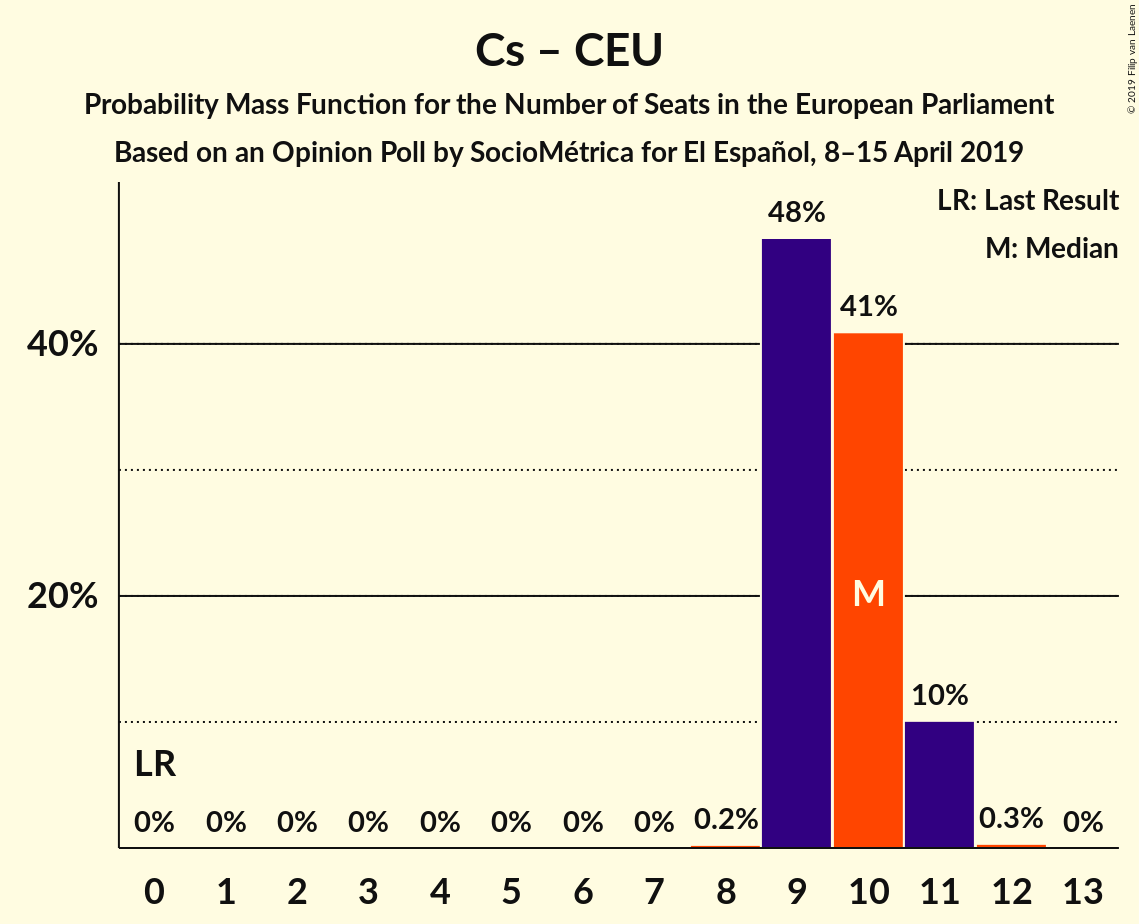 Cs – CEU
Probability Mass Function for the Number of Seats in the European Parliament
Based on an Opinion Poll by SocioMétrica for El Español, 8–15 April 2019
© 2019 Filip van Laenen
LR: Last Result
M: Median
48%
41%
40%
20%
M
10%
LR
0% 0% 0% 0% 0% 0% 0% 0% 0.2% 0.3% 0%
0 1 2 3 4 5 6 7 8 9 10 11 12 13